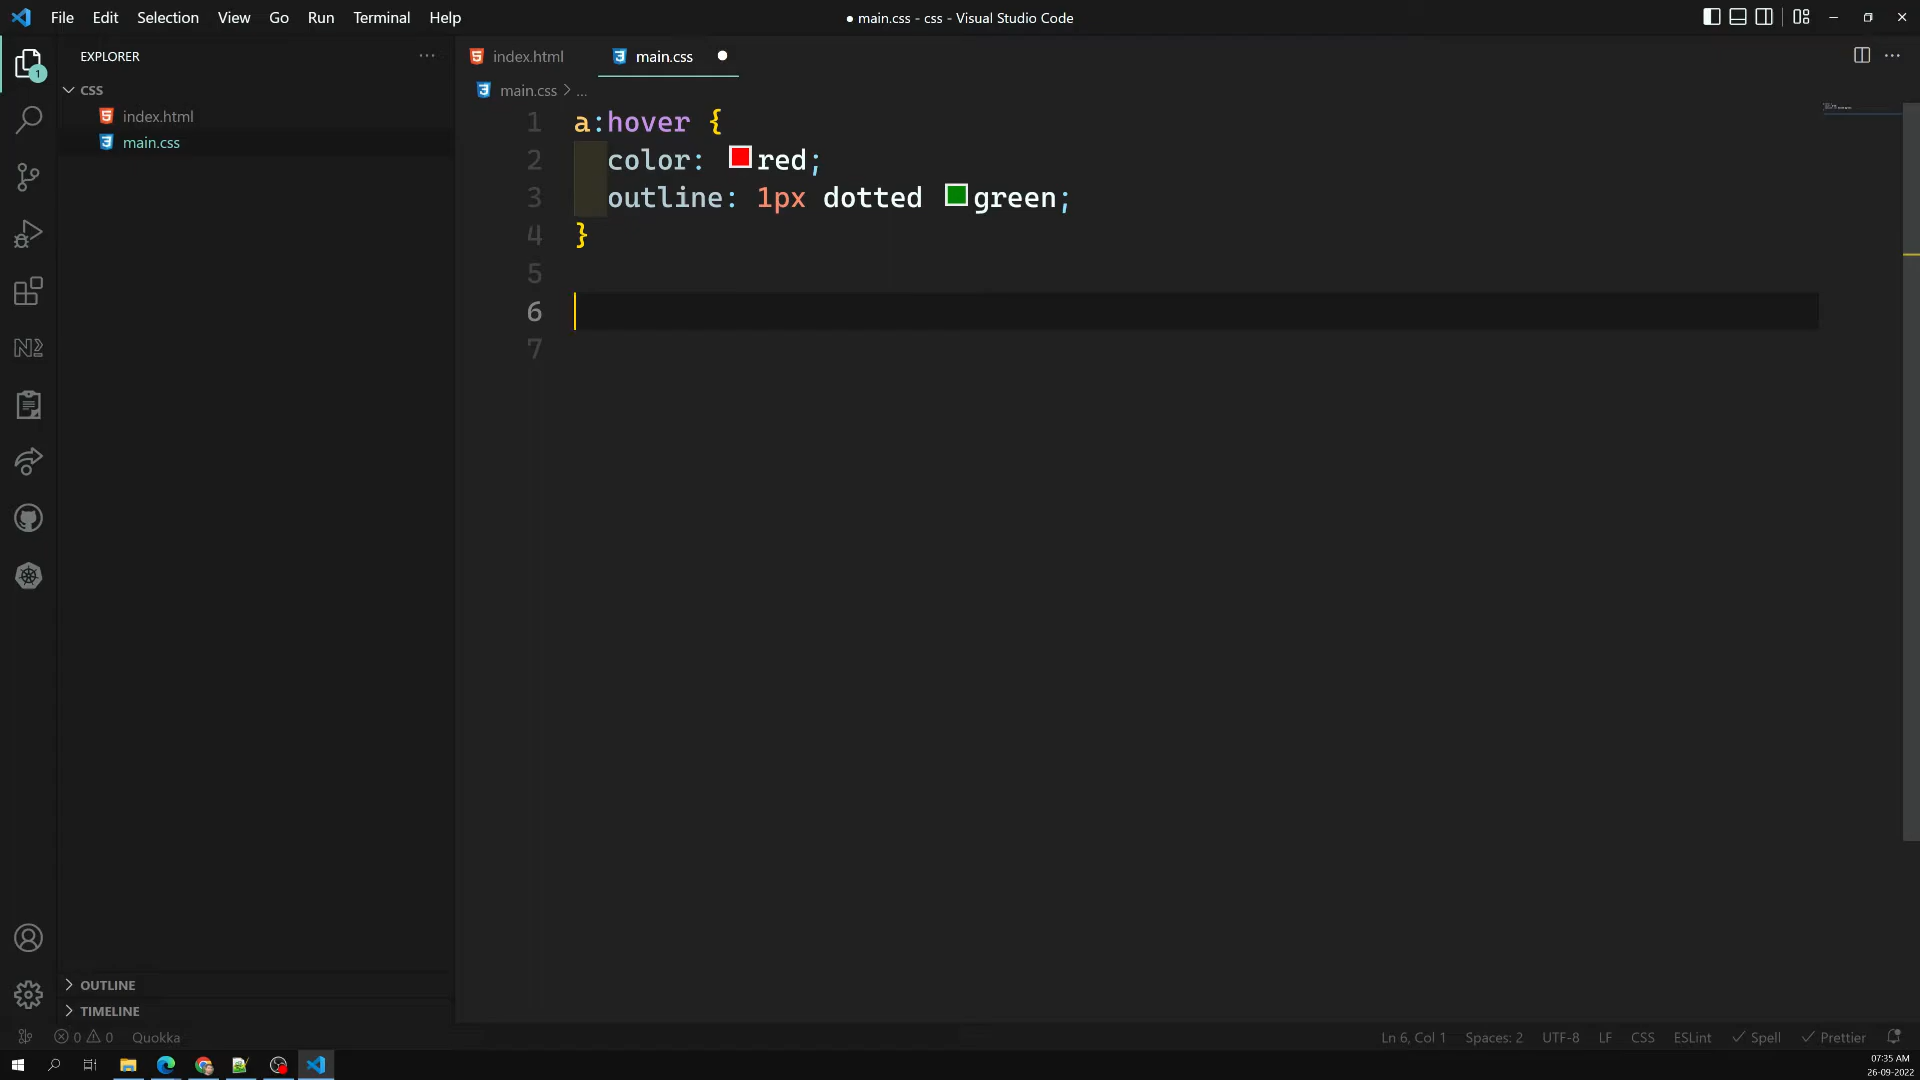 File Edit Selection View Go Run Terminal Help
● main.css - css - Visual Studio Code
EXPLORER
1
CSS
index.html
main.css
index.html
main.css
main.css > ...
1 a:hover {
2 color: red;
3 outline: 1px dotted green;
4 }
5
6
7
OUTLINE
TIMELINE
0 0 Quokka
Ln 6, Col 1 Spaces: 2 UTF-8 LF CSS ESLint Spell Prettier
07:35 AM
26-09-2022